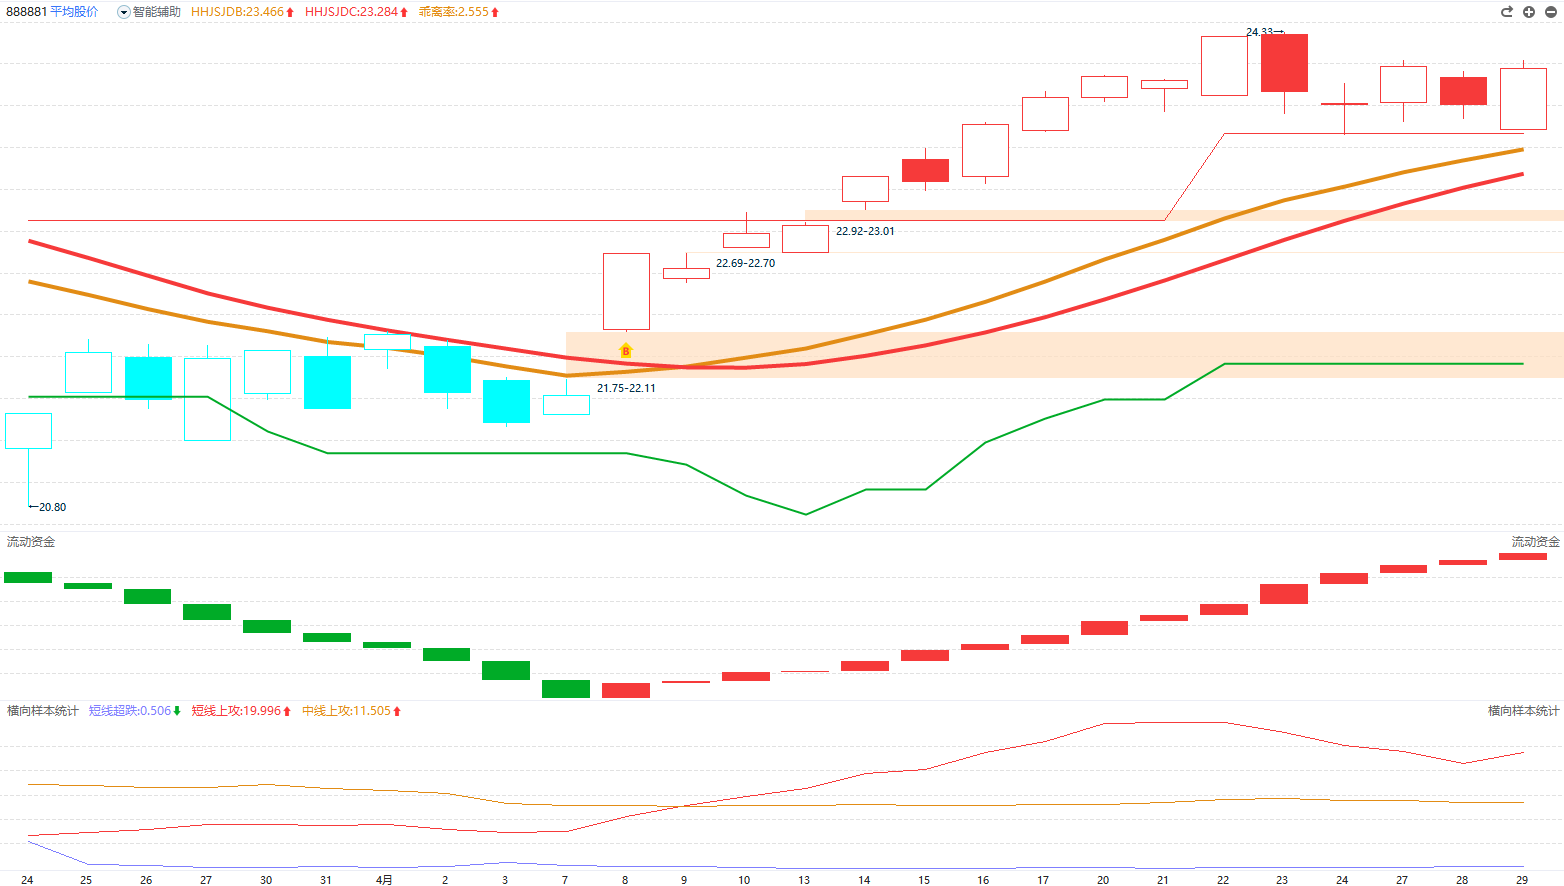 888881 平均股价 智能辅助 HHJSJDB:23.466 HHJSJDC:23.284 乖离率:2.555
24.33
22.92-23.01
22.69-22.70
B
21.75-22.11
20.80
流动资金 流动资金
横向样本统计 短线超跌:0.506 短线上攻:19.996 中线上攻:11.505 横向样本统计
24 25 26 27 30 31 4月 2 3 7 8 9 10 13 14 15 16 17 20 21 22 23 24 27 28 29